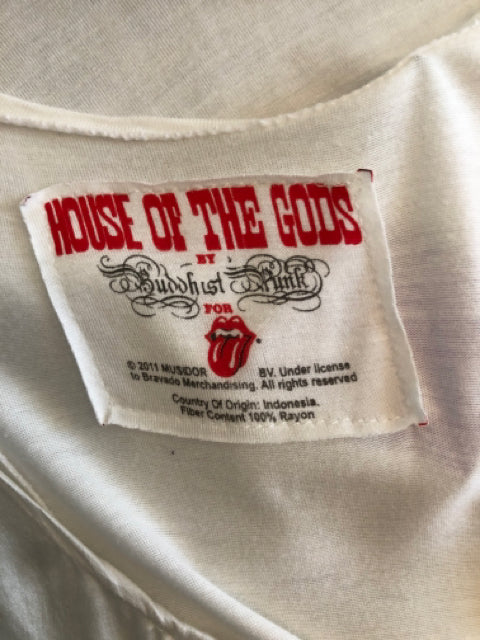 HOUSE OF THE GODS
BY
Buddhist Punk
FOR
© 2011 MUSIDOR BV. Under license
to Bravado Merchandising. All rights reserved
Country Of Origin: Indonesia.
Fiber Content 100% Rayon